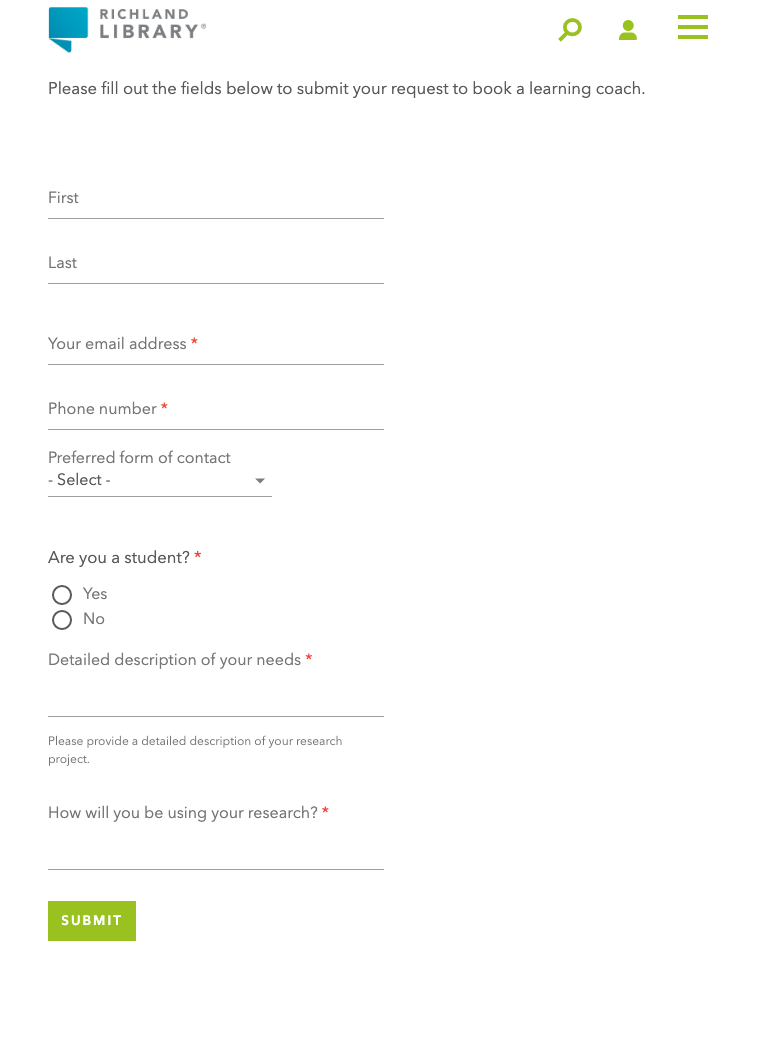 RICHLAND
LIBRARY®
Please fill out the fields below to submit your request to book a learning coach.
First
Last
Your email address *
Phone number *
Preferred form of contact
- Select -
Are you a student? *
Yes
No
Detailed description of your needs *
Please provide a detailed description of your research
project.
How will you be using your research? *
SUBMIT